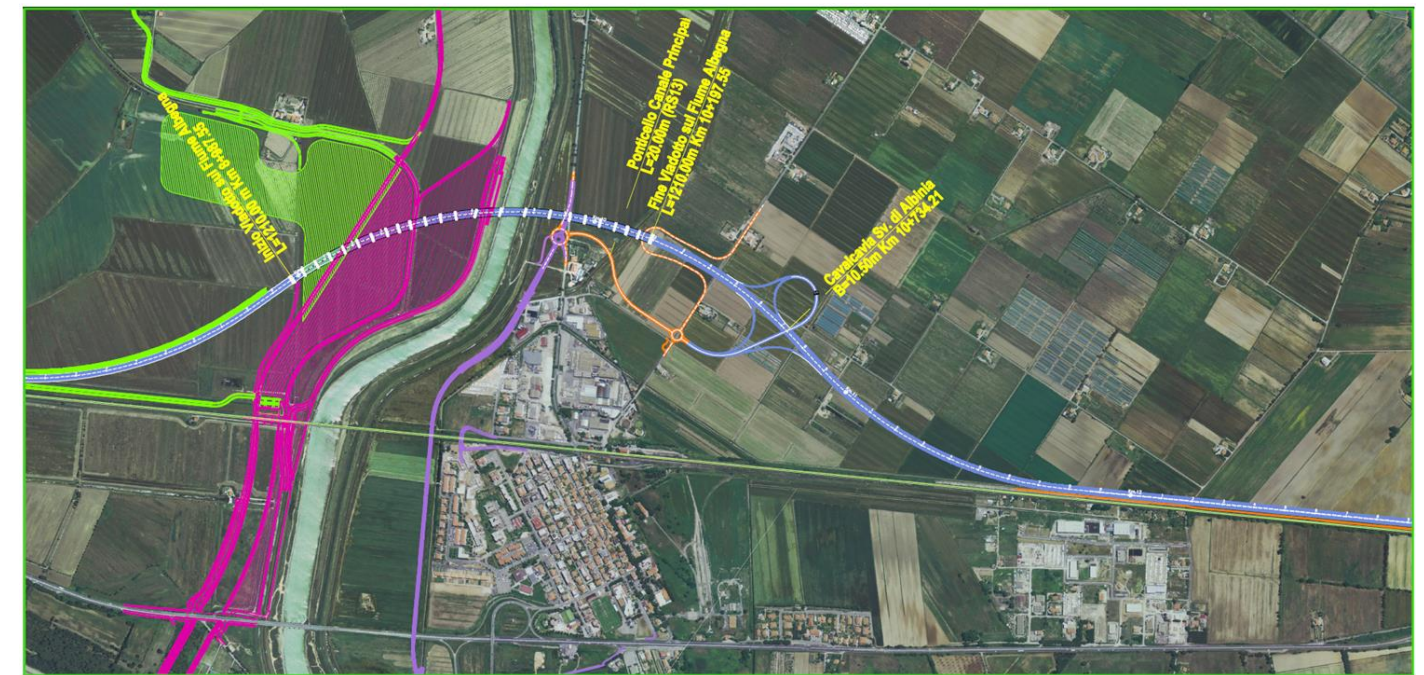 Inizio Viadotto sul Fiume Albegna
L=1210.00 m Km 8+987.55
Ponticello Canale Principal
L=20.00m (RS13)
Fine Viadotto sul Fiume Albegna
L=1210.00m Km 10+197.55
Cavalcavia Sv. di Albinia
B=10.50m Km 10+734.21